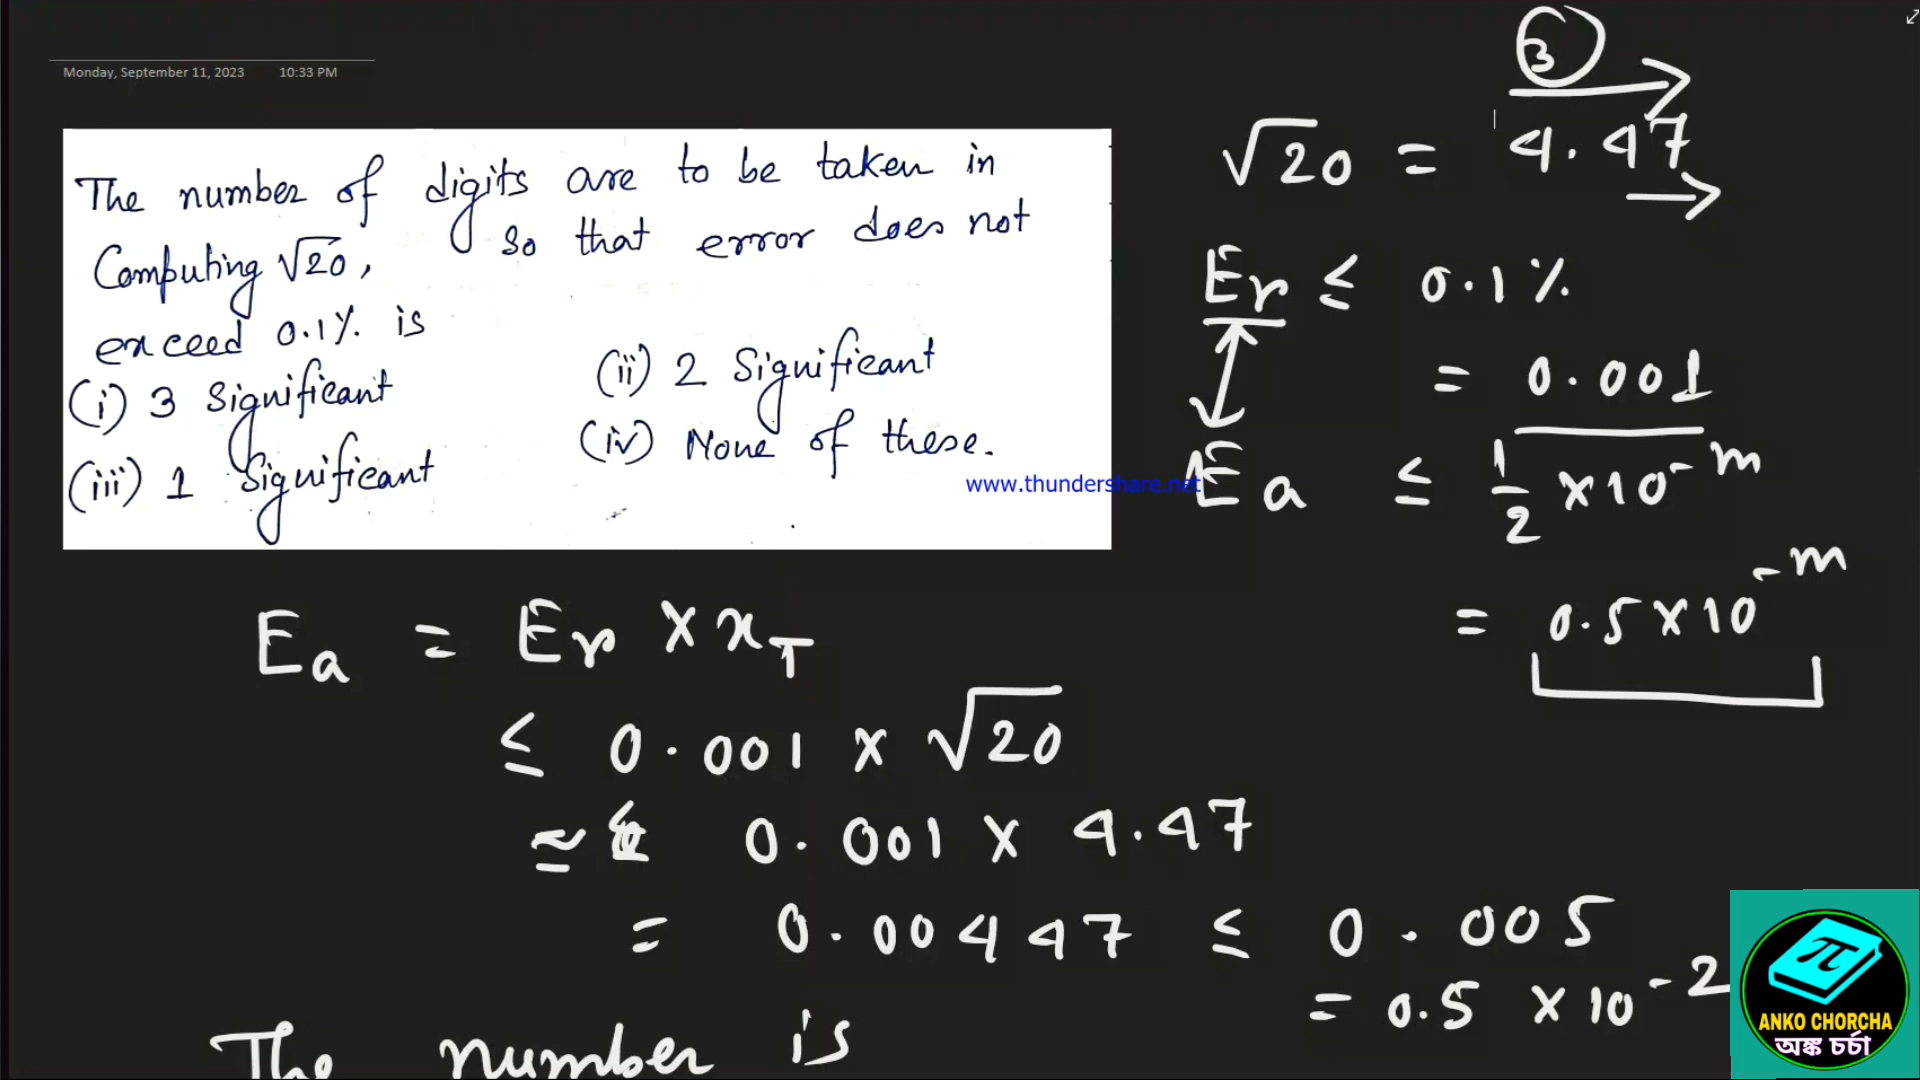 Monday, September 11, 2023 10:33 PM
The number of digits are to be taken in
Computing √20, so that error does not
exceed 0.1% is
(i) 3 Significant (ii) 2 Significant
(iii) 1 Significant (iv) None of these.
www.thundershare.net
3
√20 = 4.47
Er ≤ 0.1%
= 0.001
Ea ≤ 1/2 × 10^-m
= 0.5 × 10^-m
Ea = Er × x_T
≤ 0.001 × √20
≈ 0.001 × 4.47
= 0.00447 ≤ 0.005
= 0.5 × 10^-2
The number is
ANKO CHORCHA
অঙ্ক চর্চা